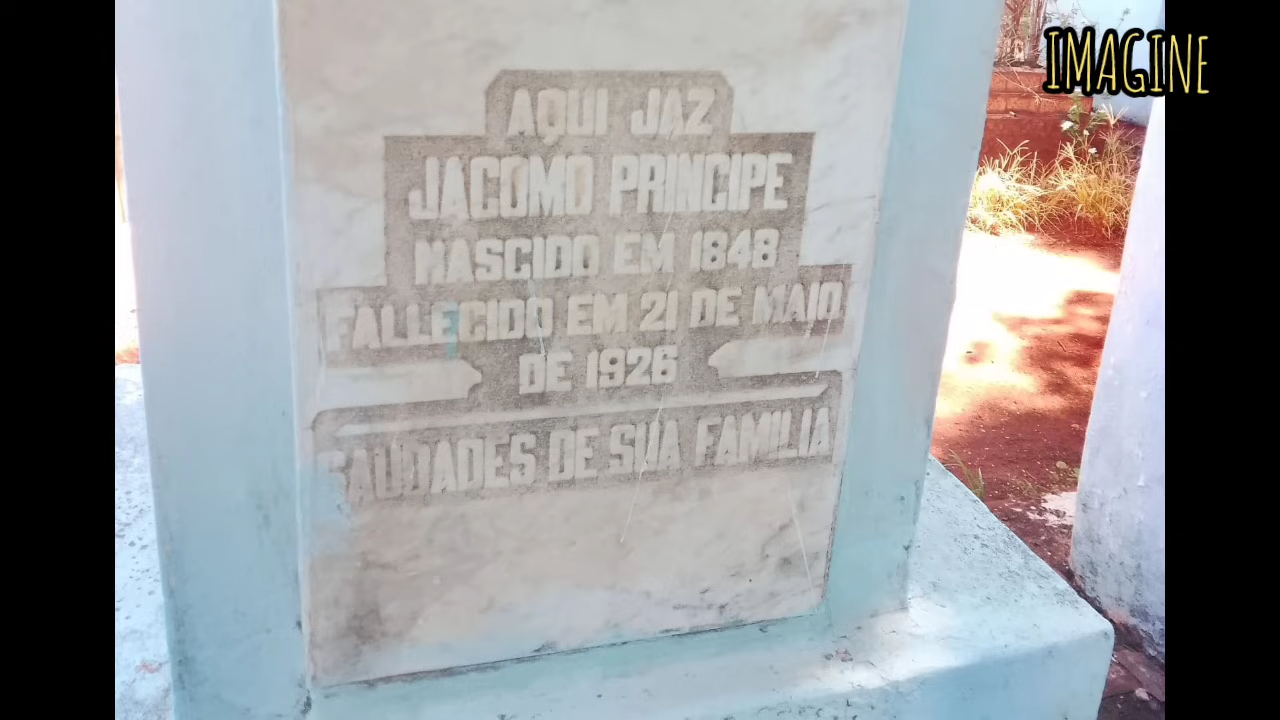 IMAGINE
AQUI JAZ
JACOMO PRINCIPE
NASCIDO EM 1848
FALLECIDO EM 21 DE MAIO
DE 1926
SAUDADES DE SUA FAMILIA